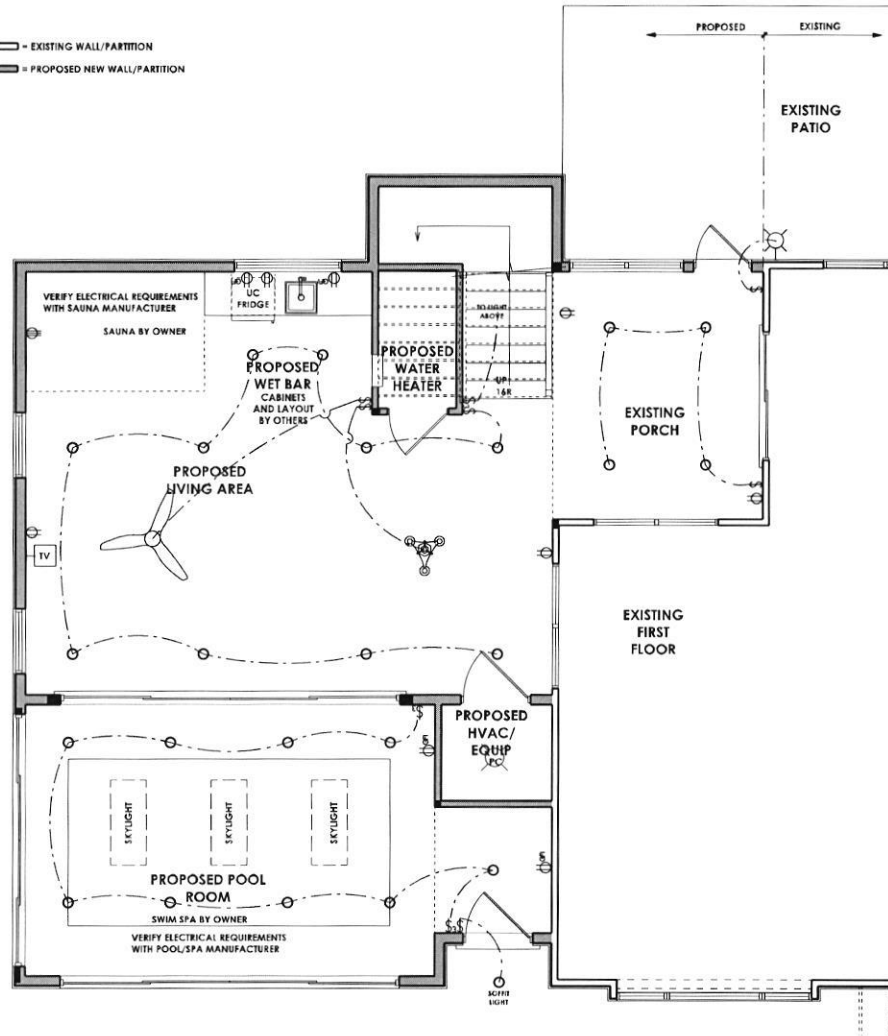 PROPOSED
EXISTING
= EXISTING WALL/PARTITION
= PROPOSED NEW WALL/PARTITION
EXISTING
PATIO
VERIFY ELECTRICAL REQUIREMENTS
WITH SAUNA MANUFACTURER
SAUNA BY OWNER
UC
FRIDGE
TO LIGHT
ABOVE
UP
16R
PROPOSED
WATER
HEATER
PROPOSED
WET BAR
CABINETS
AND LAYOUT
BY OTHERS
EXISTING
PORCH
PROPOSED
LIVING AREA
TV
EXISTING
FIRST
FLOOR
PROPOSED
HVAC/
EQUIP
PC
SKYLIGHT
SKYLIGHT
SKYLIGHT
PROPOSED POOL
ROOM
SWIM SPA BY OWNER
VERIFY ELECTRICAL REQUIREMENTS
WITH POOL/SPA MANUFACTURER
SOFFIT
LIGHT